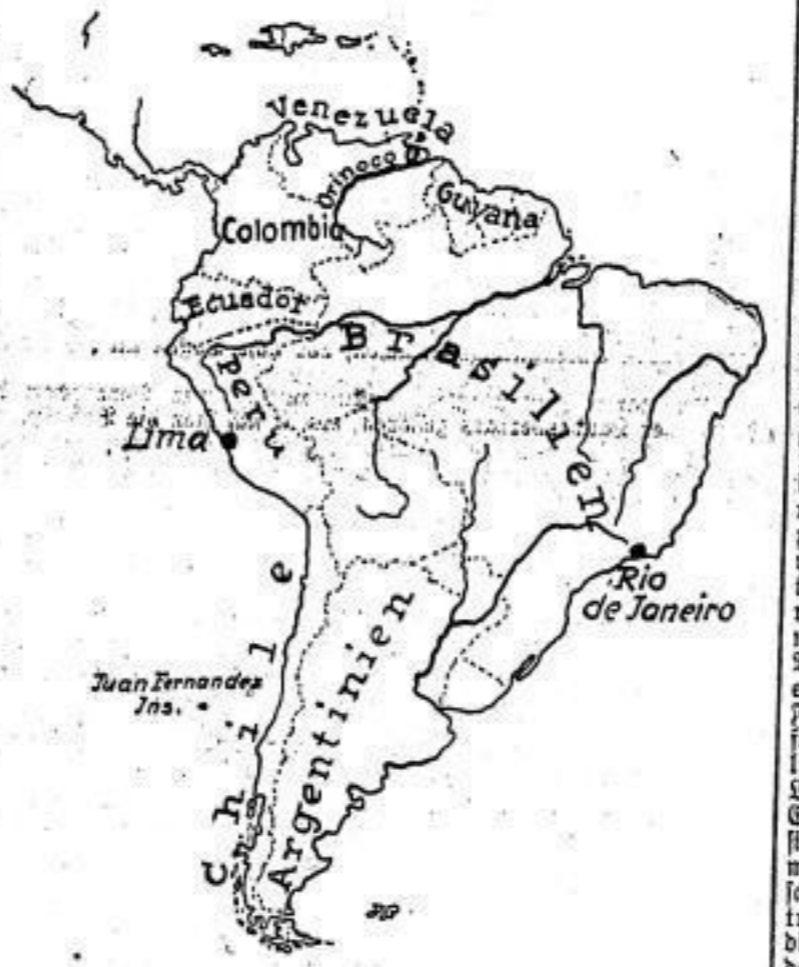 Venezuela
Orinoco
Guyana
Colombia
Ecuador
Brasilien
Peru
Lima
Rio
de Janeiro
Chile
Argentinien
Juan Fernandez
Ins.